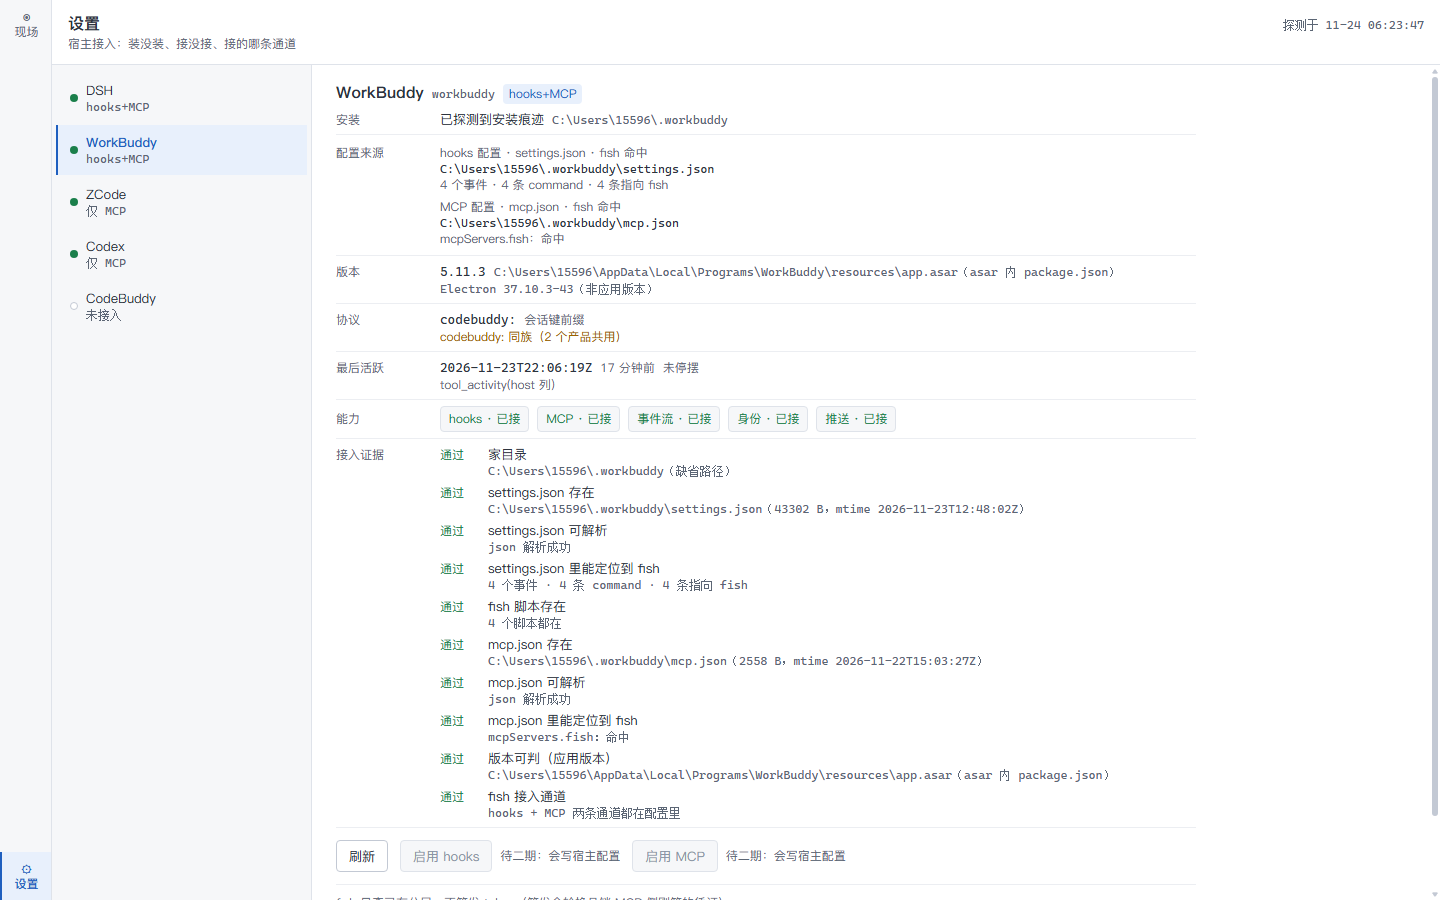 现场
设置
宿主接入：装没装、接没接、接的哪条通道
探测于 11-24 06:23:47
DSH
hooks+MCP
WorkBuddy
hooks+MCP
ZCode
仅 MCP
Codex
仅 MCP
CodeBuddy
未接入
设置
WorkBuddy workbuddy hooks+MCP
安装 已探测到安装痕迹 C:\Users\15596\.workbuddy
配置来源 hooks 配置 · settings.json · fish 命中
C:\Users\15596\.workbuddy\settings.json
4 个事件 · 4 条 command · 4 条指向 fish
MCP 配置 · mcp.json · fish 命中
C:\Users\15596\.workbuddy\mcp.json
mcpServers.fish：命中
版本 5.11.3 C:\Users\15596\AppData\Local\Programs\WorkBuddy\resources\app.asar（asar 内 package.json）
Electron 37.10.3-43（非应用版本）
协议 codebuddy: 会话键前缀
codebuddy: 同族（2 个产品共用）
最后活跃 2026-11-23T22:06:19Z 17 分钟前 未停摆
tool_activity(host 列)
能力 hooks · 已接 MCP · 已接 事件流 · 已接 身份 · 已接 推送 · 已接
接入证据 通过 家目录
C:\Users\15596\.workbuddy（缺省路径）
通过 settings.json 存在
C:\Users\15596\.workbuddy\settings.json（43302 B，mtime 2026-11-23T12:48:02Z）
通过 settings.json 可解析
json 解析成功
通过 settings.json 里能定位到 fish
4 个事件 · 4 条 command · 4 条指向 fish
通过 fish 脚本存在
4 个脚本都在
通过 mcp.json 存在
C:\Users\15596\.workbuddy\mcp.json（2558 B，mtime 2026-11-22T15:03:27Z）
通过 mcp.json 可解析
json 解析成功
通过 mcp.json 里能定位到 fish
mcpServers.fish：命中
通过 版本可判（应用版本）
C:\Users\15596\AppData\Local\Programs\WorkBuddy\resources\app.asar（asar 内 package.json）
通过 fish 接入通道
hooks + MCP 两条通道都在配置里
刷新 启用 hooks 待二期：会写宿主配置 启用 MCP 待二期：会写宿主配置